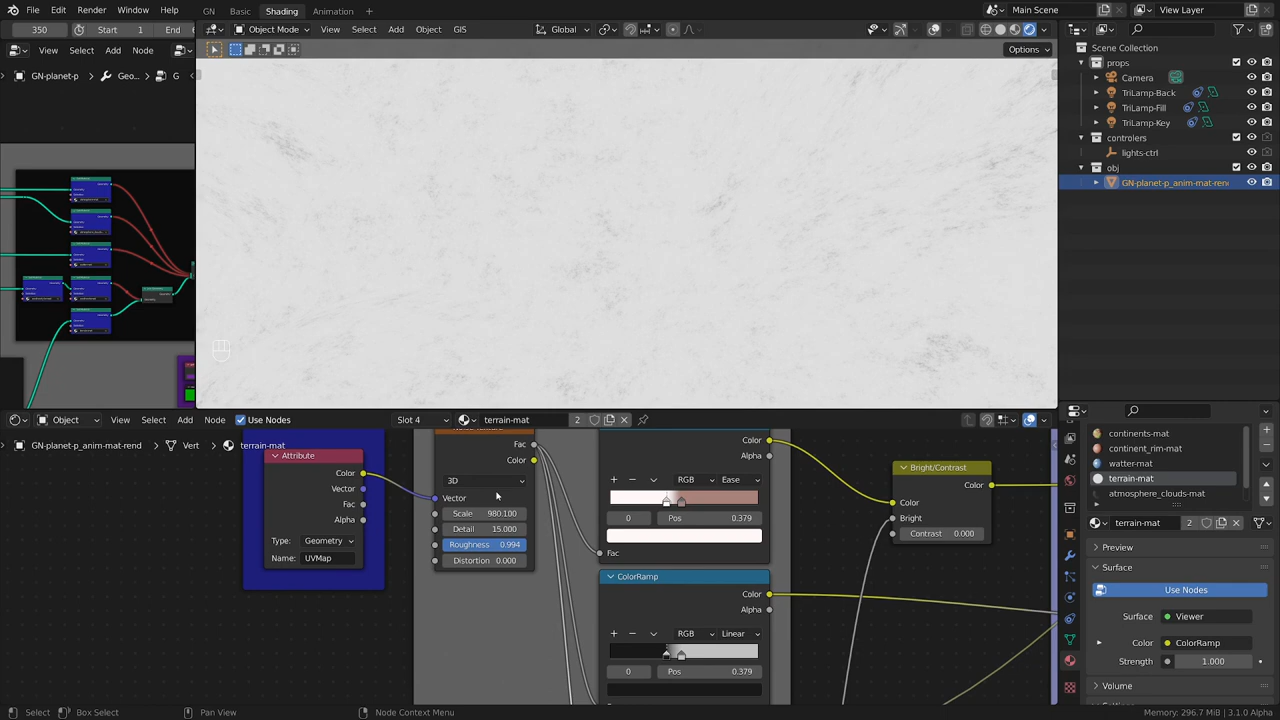 File Edit Render Window Help GN Basic Shading Animation + Main Scene View Layer
350 Start 1 End
Object Mode View Select Add Object GIS Global
Select Add Node
Options
GN-planet-p Geo... G
Scene Collection
props
Camera
TriLamp-Back
TriLamp-Fill
TriLamp-Key
controlers
lights-ctrl
obj
GN-planet-p_anim-mat-rend
Object View Select Add Node Use Nodes Slot 4 terrain-mat 2
GN-planet-p_anim-mat-rend Vert terrain-mat
Attribute
Color
Vector
Fac
Alpha
Type: Geometry
Name: UVMap
Fac
Color
3D
Vector
Scale 980.100
Detail 15.000
Roughness 0.994
Distortion 0.000
Color
Alpha
+ − RGB Ease
0 Pos 0.379
Fac
ColorRamp
Color
Alpha
+ − RGB Linear
0 Pos 0.379
Bright/Contrast
Color
Color
Bright
Contrast 0.000
continents-mat
continent_rim-mat
watter-mat
terrain-mat
atmosphere_clouds-mat
terrain-mat 2
Preview
Surface
Use Nodes
Surface Viewer
Color ColorRamp
Strength 1.000
Volume
Select Box Select Pan View Node Context Menu Memory: 296.7 MiB | 3.1.0 Alpha